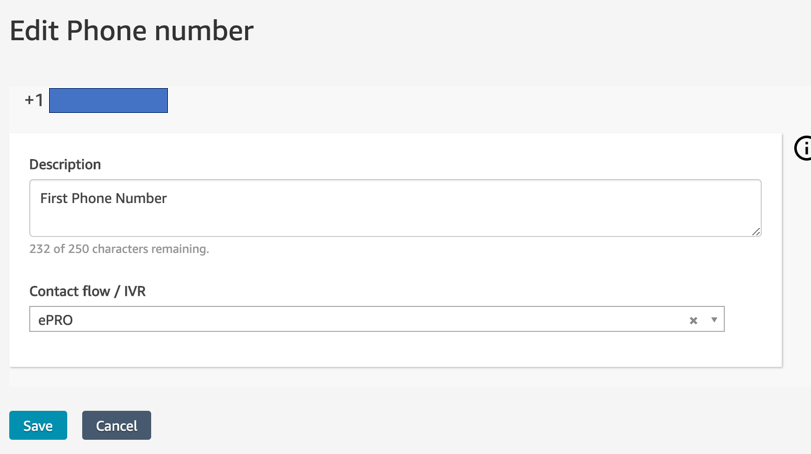 Edit Phone number
+1
Description
First Phone Number
232 of 250 characters remaining.
Contact flow / IVR
ePRO
Save Cancel